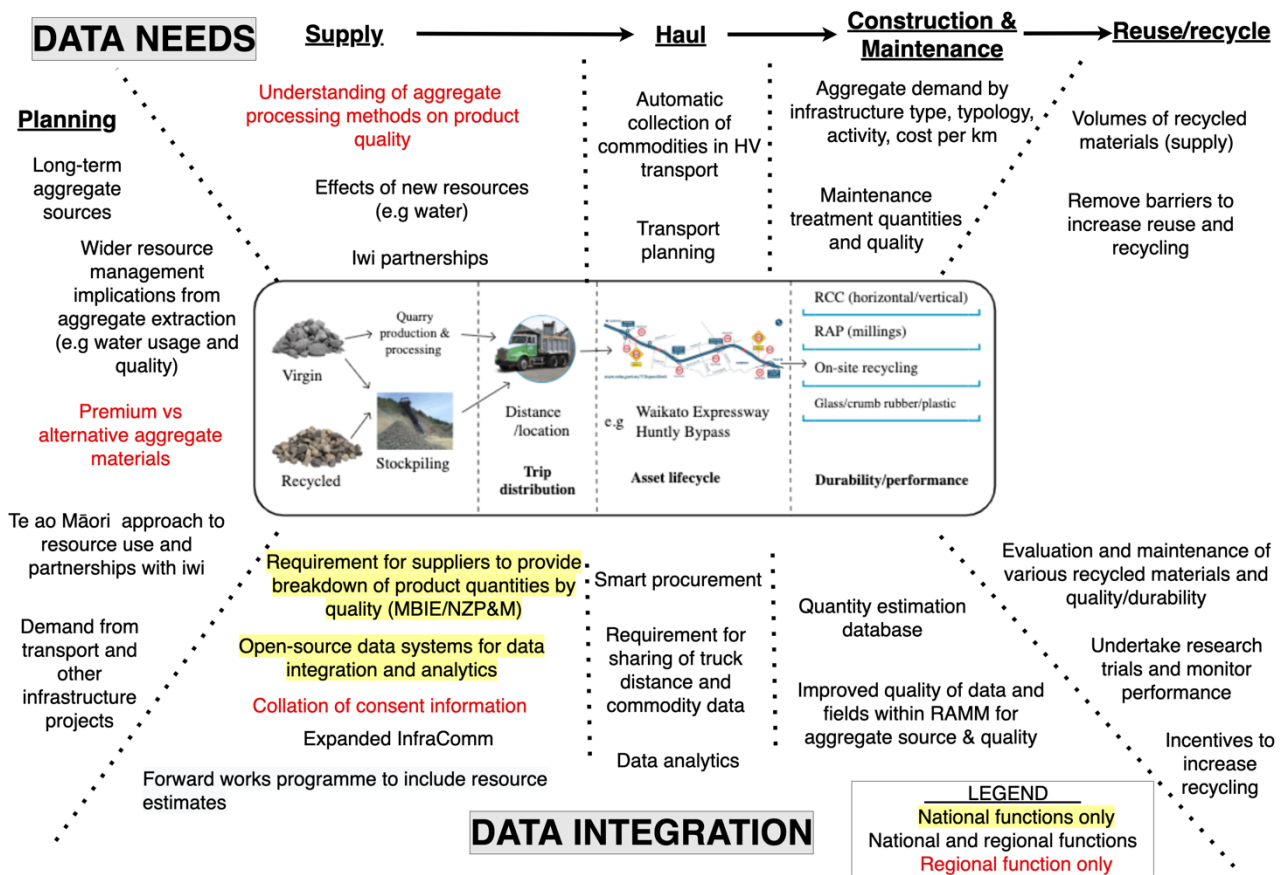 DATA NEEDS
Supply
Haul
Construction &
Maintenance
Reuse/recycle
Planning
Long-term
aggregate
sources
Wider resource
management
implications from
aggregate extraction
(e.g water usage and
quality)
Premium vs
alternative aggregate
materials
Te ao Māori approach to
resource use and
partnerships with iwi
Demand from
transport and
other
infrastructure
projects
Understanding of aggregate
processing methods on product
quality
Effects of new resources
(e.g water)
Iwi partnerships
Automatic
collection of
commodities in HV
transport
Transport
planning
Aggregate demand by
infrastructure type, typology,
activity, cost per km
Maintenance
treatment quantities
and quality
Volumes of recycled
materials (supply)
Remove barriers to
increase reuse and
recycling
Virgin
Recycled
Quarry
production &
processing
Stockpiling
Distance
/location
Trip
distribution
e.g
Waikato Expressway
Huntly Bypass
Asset lifecycle
RCC (horizontal/vertical)
RAP (millings)
On-site recycling
Glass/crumb rubber/plastic
Durability/performance
Requirement for suppliers to provide
breakdown of product quantities by
quality (MBIE/NZP&M)
Open-source data systems for data
integration and analytics
Collation of consent information
Expanded InfraComm
Forward works programme to include resource
estimates
Smart procurement
Requirement for
sharing of truck
distance and
commodity data
Data analytics
Quantity estimation
database
Improved quality of data and
fields within RAMM for
aggregate source & quality
Evaluation and maintenance of
various recycled materials and
quality/durability
Undertake research
trials and monitor
performance
Incentives to
increase
recycling
DATA INTEGRATION
LEGEND
National functions only
National and regional functions
Regional function only